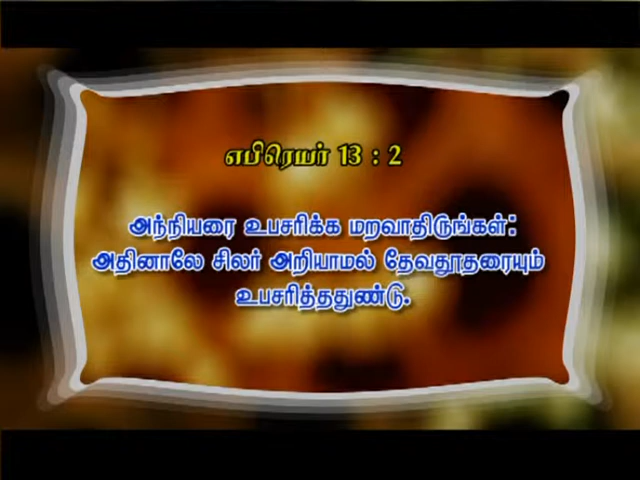 எபிரெயர் 13 : 2
அந்நியரை உபசரிக்க மறவாதிருங்கள்:
அதினாலே சிலர் அறியாமல் தேவதூதரையும்
உபசரித்ததுண்டு.